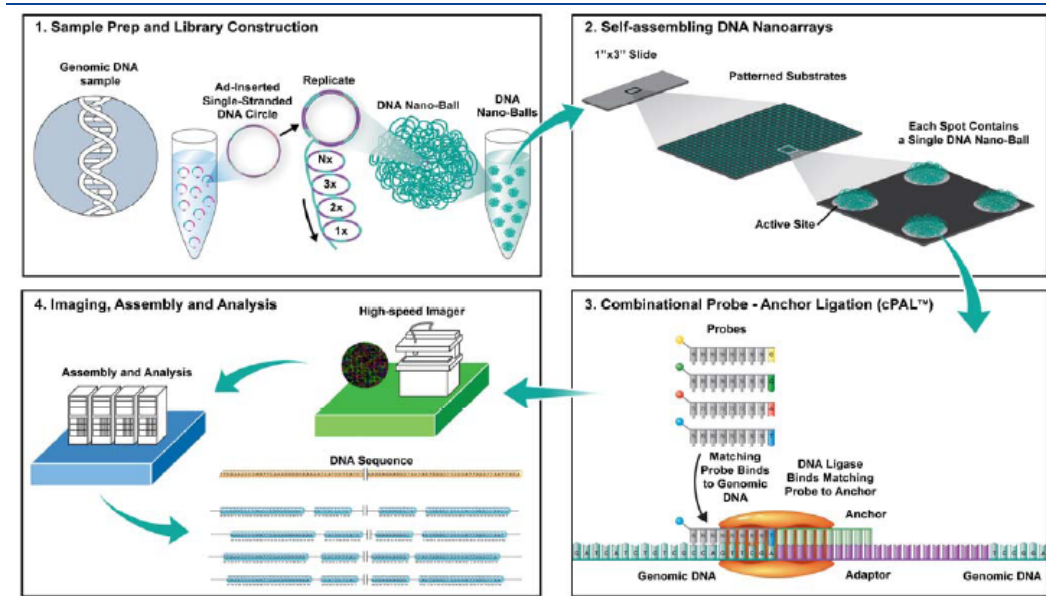 1. Sample Prep and Library Construction
Genomic DNA
sample
Ad-Inserted
Single-Stranded
DNA Circle
Replicate
Nx
3x
2x
1x
DNA Nano-Ball
DNA
Nano-Balls
2. Self-assembling DNA Nanoarrays
1"x3" Slide
Patterned Substrates
Each Spot Contains
a Single DNA Nano-Ball
Active Site
4. Imaging, Assembly and Analysis
High-speed Imager
Assembly and Analysis
DNA Sequence
3. Combinational Probe - Anchor Ligation (cPAL™)
Probes
Matching
Probe Binds
to Genomic
DNA
DNA Ligase
Binds Matching
Probe to Anchor
Anchor
Genomic DNA
Adaptor
Genomic DNA